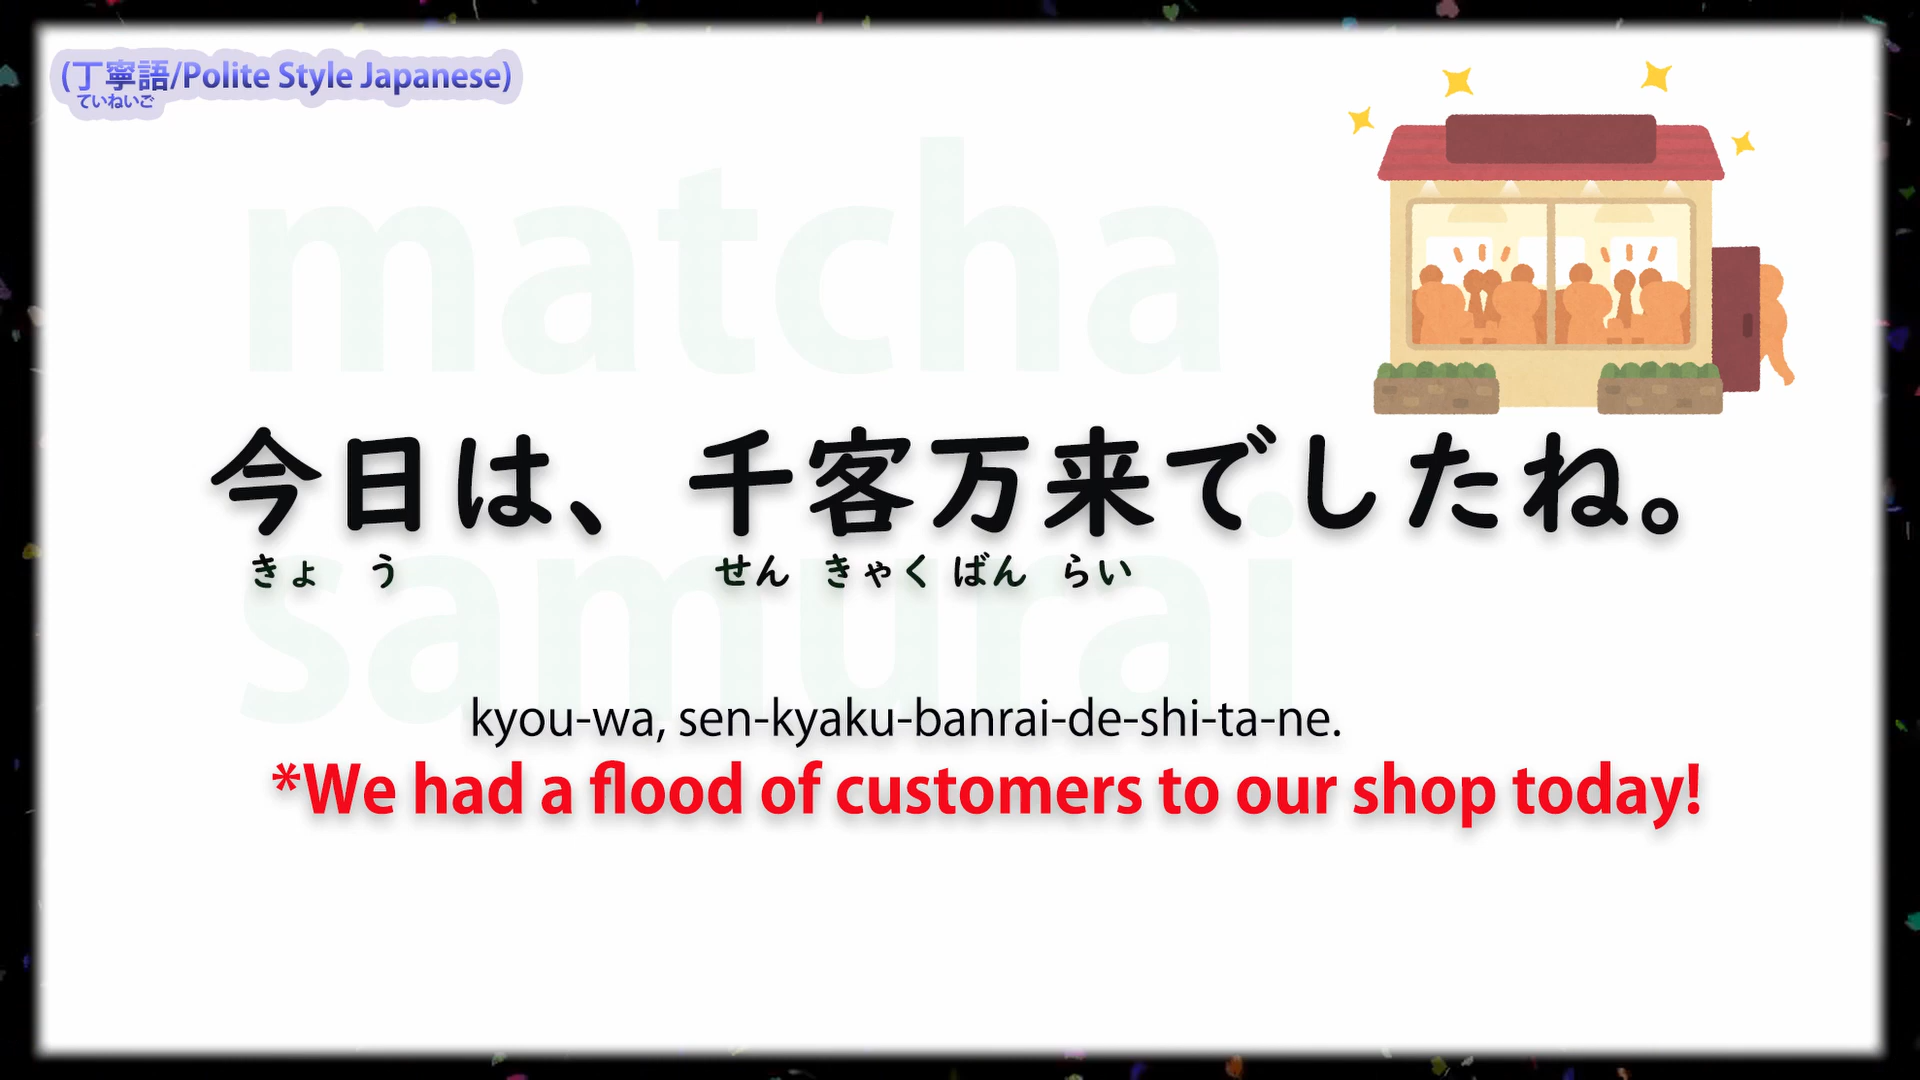 (丁寧語/Polite Style Japanese)
ていねいご
matcha
今日は、千客万来でしたね。
きょ う せん きゃく ばん らい
samurai
kyou-wa, sen-kyaku-banrai-de-shi-ta-ne.
*We had a flood of customers to our shop today!